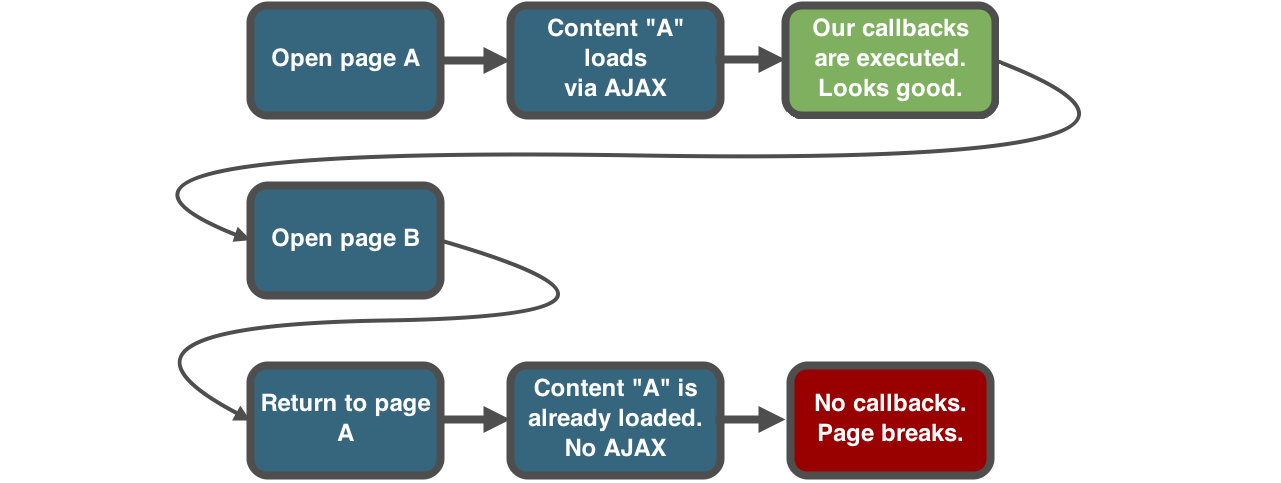 Open page A
Content "A"
loads
via AJAX
Our callbacks
are executed.
Looks good.
Open page B
Return to page
A
Content "A" is
already loaded.
No AJAX
No callbacks.
Page breaks.